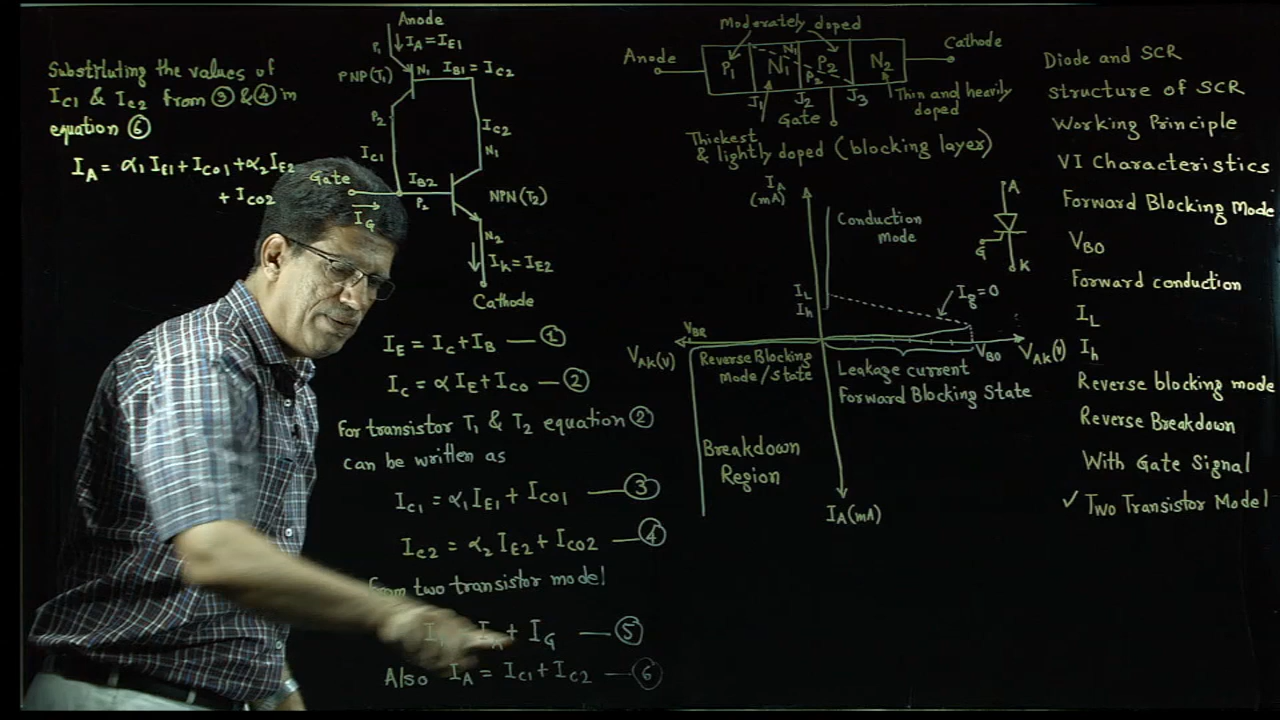 Substituting the values of
IC1 & IC2 from ③ & ④ in
equation ⑥
IA = α1 IE1 + ICO1 + α2 IE2
+ ICO2
Anode
P1
IA = IE1
PNP(T1)
N1
IB1 = IC2
P2
IC2
N1
IC1
Gate
IB2
P2
NPN(T2)
IG
N2
IK = IE2
Cathode
IE = IC + IB — ①
IC = α IE + ICO — ②
For transistor T1 & T2 equation ②
can be written as
IC1 = α1 IE1 + ICO1 — ③
IC2 = α2 IE2 + ICO2 — ④
From two transistor model
IA + IG — ⑤
Also IA = IC1 + IC2 — ⑥
Moderately doped
Anode
P1
N1
N1
P2
P2
N2
Cathode
J1
J2
J3
Gate
Thin and heavily
doped
Thickest
& lightly doped (blocking layer)
IA
(mA)
Conduction
mode
A
G
K
IL
Ih
Ig=0
VBR
VAK(V)
Reverse Blocking
Mode/state
VBO
VAK(V)
Leakage current
Forward Blocking State
Breakdown
Region
IA(mA)
Diode and SCR
structure of SCR
Working Principle
VI Characteristics
Forward Blocking Mode
VBO
Forward conduction
IL
Ih
Reverse blocking mode
Reverse Breakdown
With Gate Signal
✓ Two Transistor Model